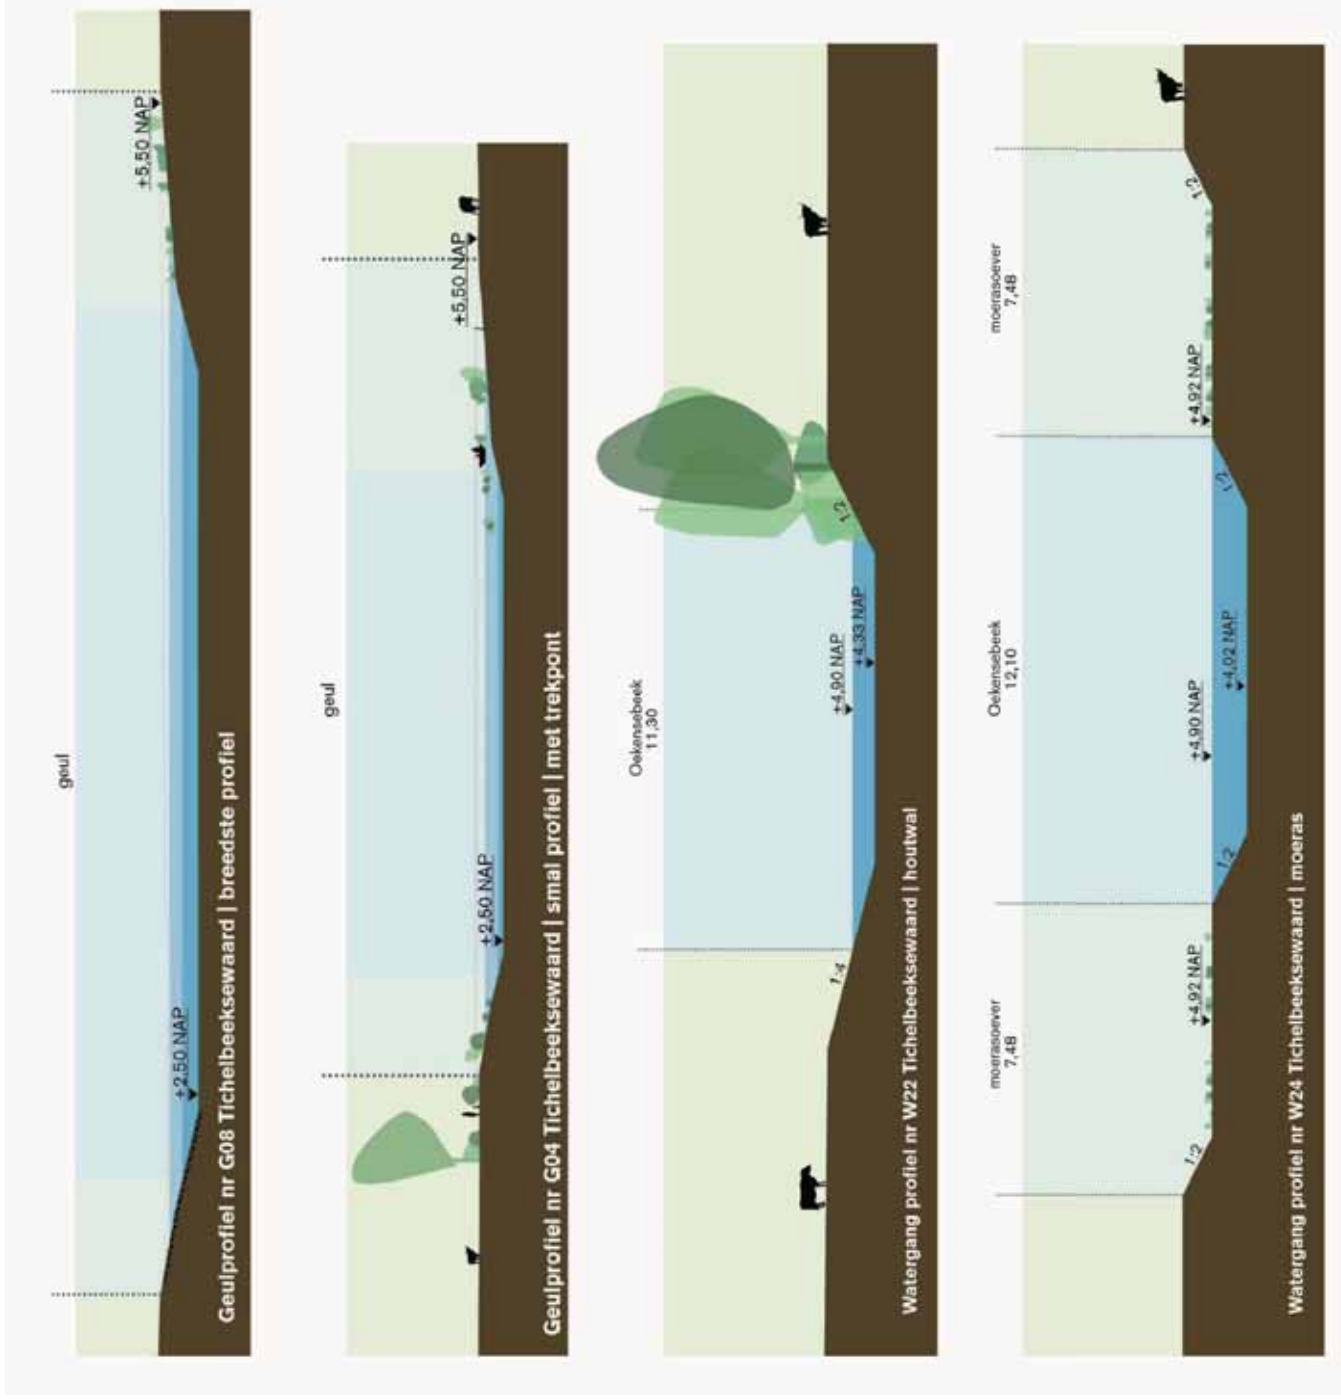 geul
+5,50 NAP
+2,50 NAP
Geulprofiel nr G08 Tichelbeeksewaard | breedste profiel
geul
+5,50 NAP
+2,50 NAP
Geulprofiel nr G04 Tichelbeeksewaard | smal profiel | met trekpont
Oekensebeek
11,30
1:4
+4,90 NAP
+4,33 NAP
1:2
Watergang profiel nr W22 Tichelbeeksewaard | houtwal
moerasoever
7,48
Oekensebeek
12,10
moerasoever
7,48
1:2
+4,92 NAP
1:2
+4,90 NAP
+4,02 NAP
1:2
+4,92 NAP
1:2
Watergang profiel nr W24 Tichelbeeksewaard | moeras